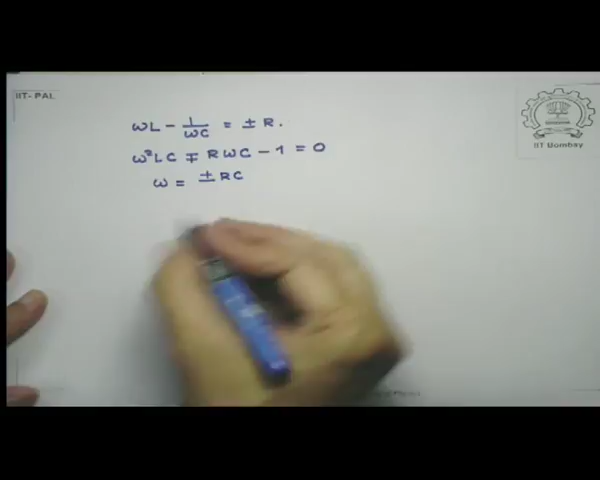 IIT- PAL
ωL - 1/ωC = ± R.
ω²LC ∓ RωC - 1 = 0
ω = ± RC
IIT Bombay